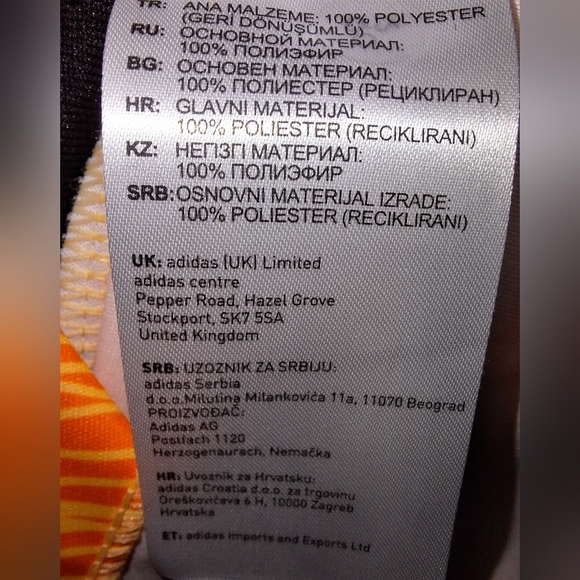 TR: ANA MALZEME: 100% POLYESTER
(GERİ DÖNÜŞÜMLÜ)
RU: ОСНОВНОЙ МАТЕРИАЛ:
100% ПОЛИЭФИР
BG: ОСНОВЕН МАТЕРИАЛ:
100% ПОЛИЕСТЕР (РЕЦИКЛИРАН)
HR: GLAVNI MATERIJAL:
100% POLIESTER (RECIKLIRANI)
KZ: НЕГІЗГІ МАТЕРИАЛ:
100% ПОЛИЭФИР
SRB: OSNOVNI MATERIJAL IZRADE:
100% POLIESTER (RECIKLIRANI)
UK: adidas (UK) Limited
adidas centre
Pepper Road, Hazel Grove
Stockport, SK7 5SA
United Kingdom
SRB: UZOZNIK ZA SRBIJU:
adidas Serbia
d.o.o.Milutina Milankovića 11a, 11070 Beograd
PROIZVOĐAČ:
Adidas AG
Postfach 1120
Herzogenaurach, Nemačka
HR: Uvoznik za Hrvatsku:
adidas Croatia d.o.o. za trgovinu
Oreškovićeva 6 H, 10000 Zagreb
Hrvatska
ET: adidas Imports and Exports Ltd